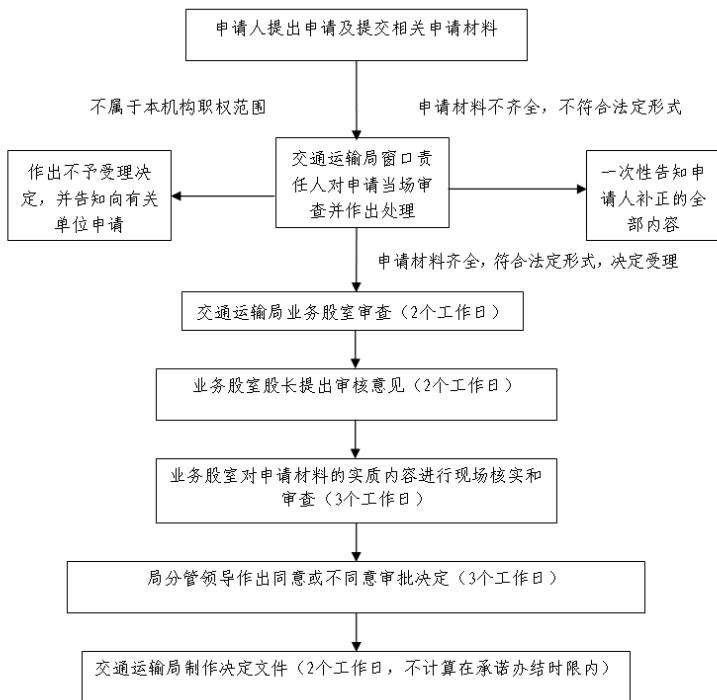 申请人提出申请及提交相关申请材料
不属于本机构职权范围
申请材料不齐全，不符合法定形式
作出不予受理决
定，并告知向有关
单位申请
交通运输局窗口责
任人对申请当场审
查并作出处理
一次性告知申
请人补正的全
部内容
申请材料齐全，符合法定形式，决定受理
交通运输局业务股室审查（2个工作日）
业务股室股长提出审核意见（2个工作日）
业务股室对申请材料的实质内容进行现场核实和
审查（3个工作日）
局分管领导作出同意或不同意审批决定（3个工作日）
交通运输局制作决定文件（2个工作日，不计算在承诺办结时限内）